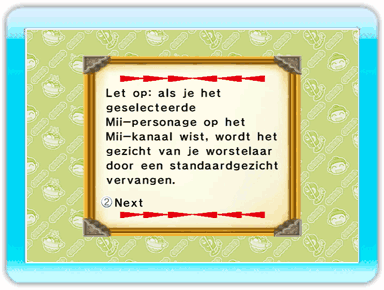 Let op: als je het
geselecteerde
Mii-personage op het
Mii-kanaal wist, wordt het
gezicht van je worstelaar
door een standaardgezicht
vervangen.
②Next